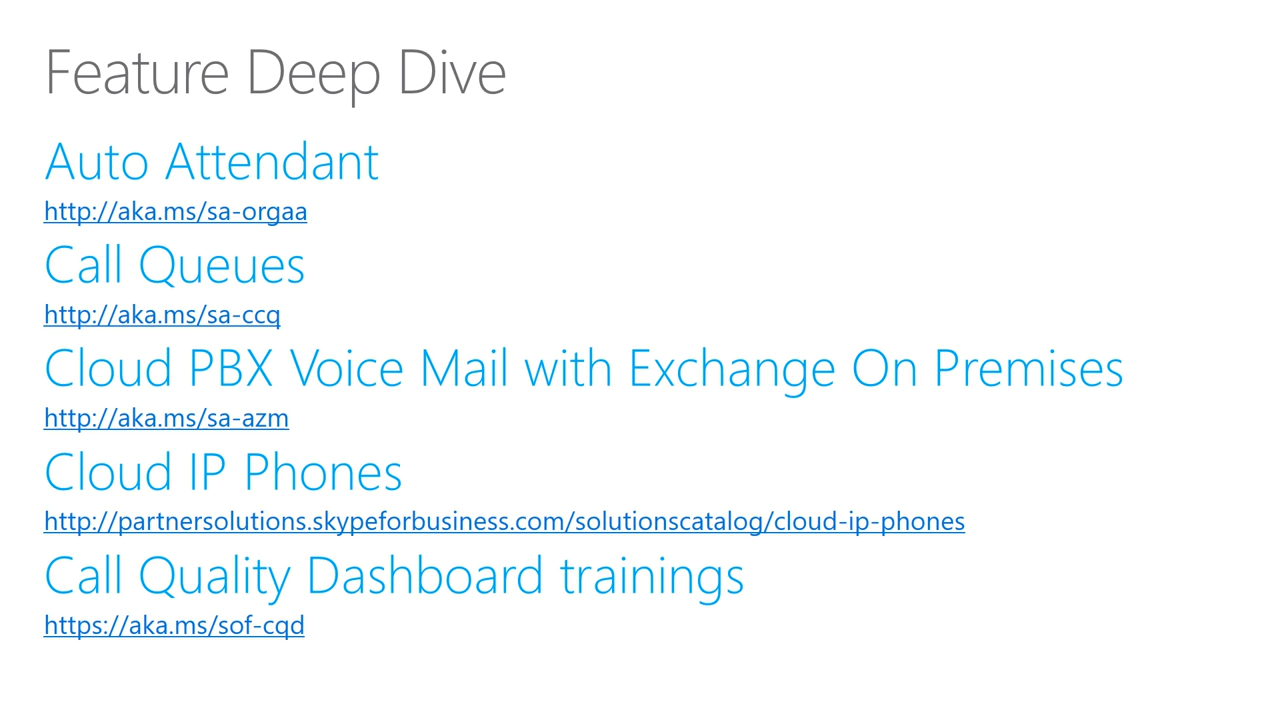 Feature Deep Dive
Auto Attendant
http://aka.ms/sa-orgaa
Call Queues
http://aka.ms/sa-ccq
Cloud PBX Voice Mail with Exchange On Premises
http://aka.ms/sa-azm
Cloud IP Phones
http://partnersolutions.skypeforbusiness.com/solutionscatalog/cloud-ip-phones
Call Quality Dashboard trainings
https://aka.ms/sof-cqd